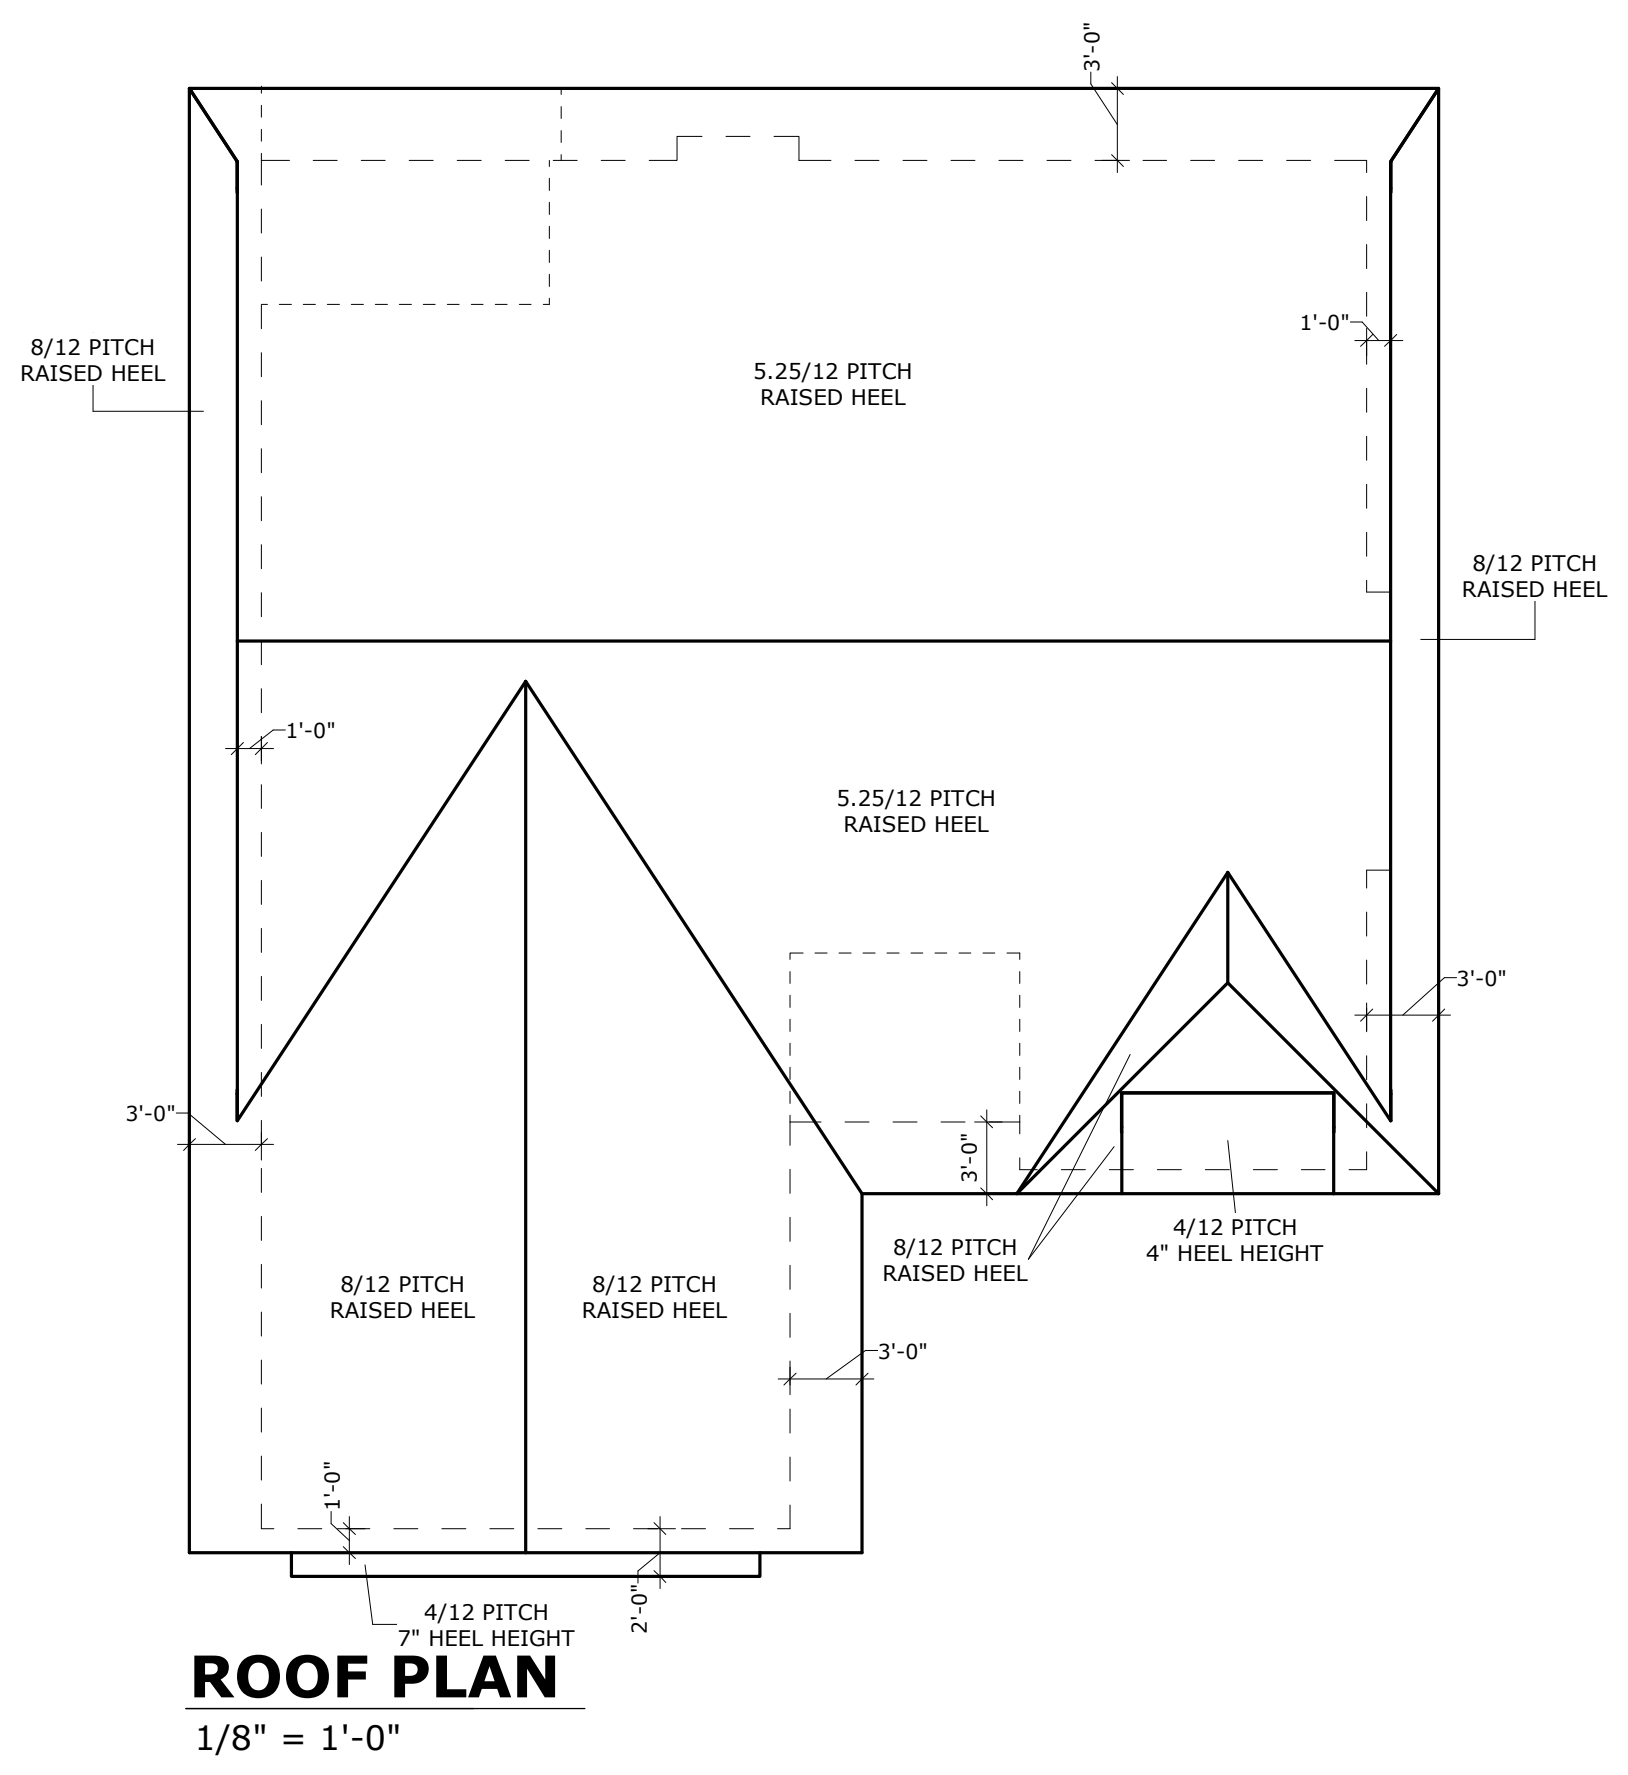 3'-0"
8/12 PITCH
RAISED HEEL
1'-0"
5.25/12 PITCH
RAISED HEEL
8/12 PITCH
RAISED HEEL
1'-0"
5.25/12 PITCH
RAISED HEEL
3'-0"
3'-0"
3'-0"
8/12 PITCH
RAISED HEEL
4/12 PITCH
4" HEEL HEIGHT
8/12 PITCH
RAISED HEEL
8/12 PITCH
RAISED HEEL
3'-0"
1'-0"
2'-0"
4/12 PITCH
7" HEEL HEIGHT
ROOF PLAN
1/8" = 1'-0"